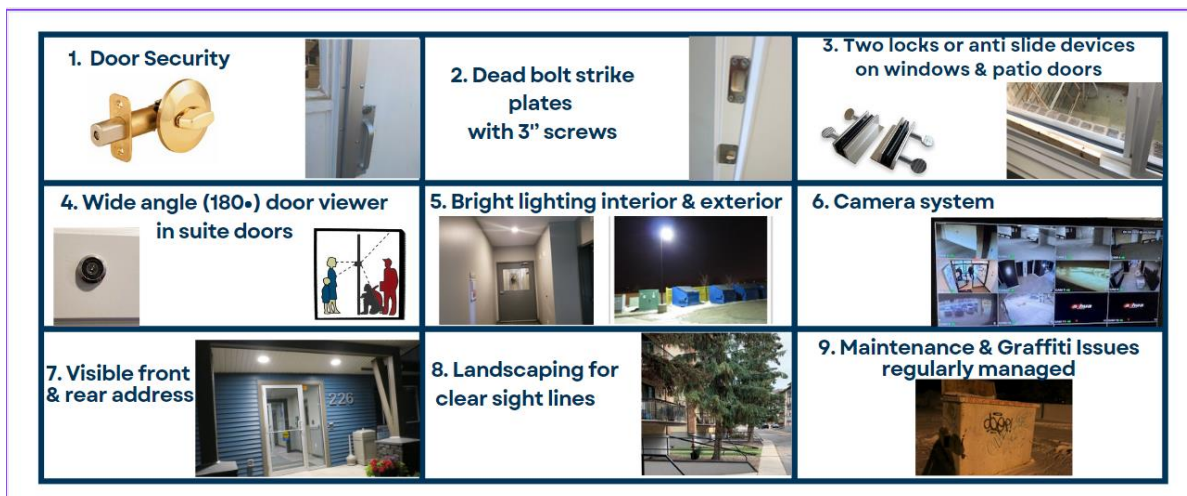 1. Door Security
2. Dead bolt strike
plates
with 3" screws
3. Two locks or anti slide devices
on windows & patio doors
4. Wide angle (180•) door viewer
in suite doors
5. Bright lighting interior & exterior
6. Camera system
7. Visible front
& rear address
226
8. Landscaping for
clear sight lines
9. Maintenance & Graffiti Issues
regularly managed